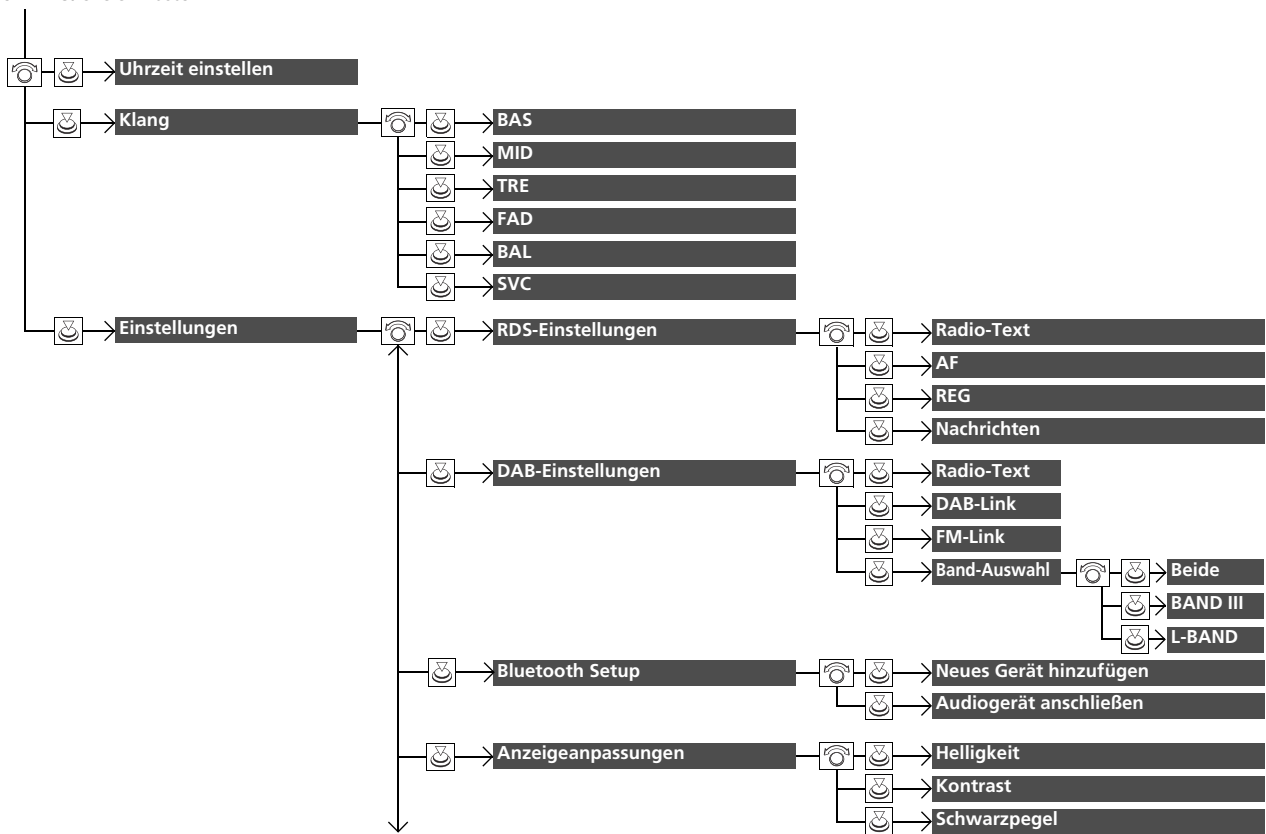 Uhrzeit einstellen
Klang
BAS
MID
TRE
FAD
BAL
SVC
Einstellungen
RDS-Einstellungen
Radio-Text
AF
REG
Nachrichten
DAB-Einstellungen
Radio-Text
DAB-Link
FM-Link
Band-Auswahl
Beide
BAND III
L-BAND
Bluetooth Setup
Neues Gerät hinzufügen
Audiogerät anschließen
Anzeigeanpassungen
Helligkeit
Kontrast
Schwarzpegel